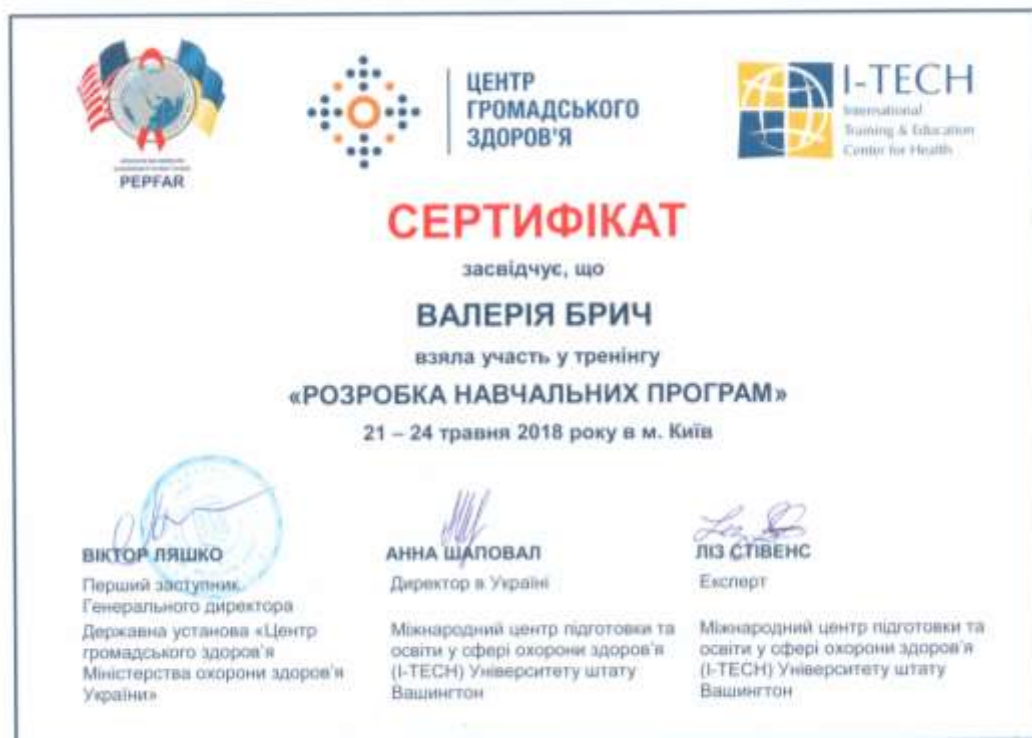 PEPFAR
ЦЕНТР
ГРОМАДСЬКОГО
ЗДОРОВ'Я
I-TECH
International
Training & Education
Center for Health
СЕРТИФІКАТ
засвідчує, що
ВАЛЕРІЯ БРИЧ
взяла участь у тренінгу
«РОЗРОБКА НАВЧАЛЬНИХ ПРОГРАМ»
21 – 24 травня 2018 року в м. Київ
ВІКТОР ЛЯШКО
Перший заступник
Генерального директора
Державна установа «Центр
громадського здоров'я
Міністерства охорони здоров'я
України»
АННА ШАПОВАЛ
Директор в Україні
Міжнародний центр підготовки та
освіти у сфері охорони здоров'я
(I-TECH) Університету штату
Вашингтон
ЛІЗ СТІВЕНС
Експерт
Міжнародний центр підготовки та
освіти у сфері охорони здоров'я
(I-TECH) Університету штату
Вашингтон